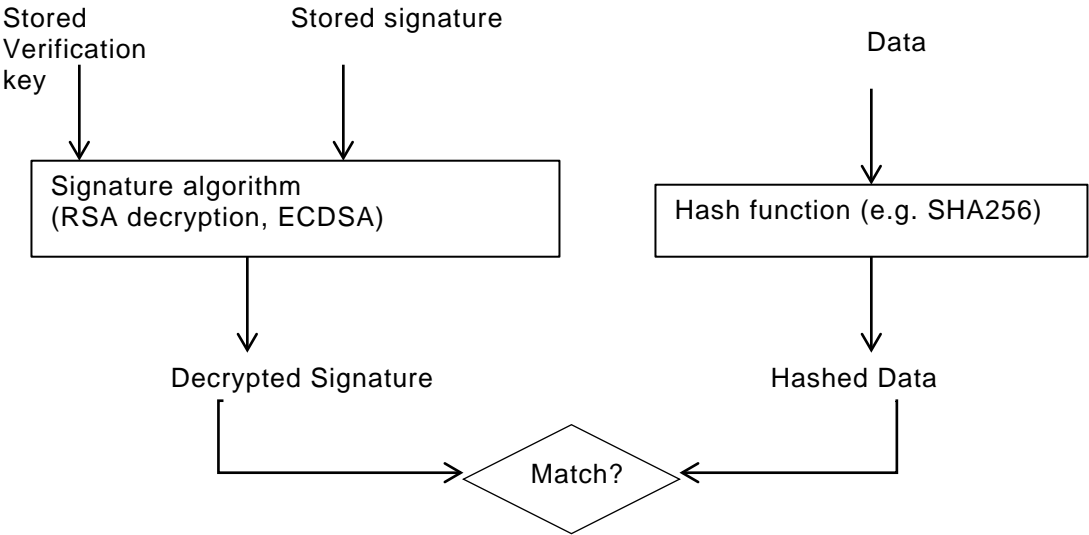 Stored
Verification
key
Stored signature
Data
Signature algorithm
(RSA decryption, ECDSA)
Hash function (e.g. SHA256)
Decrypted Signature
Hashed Data
Match?